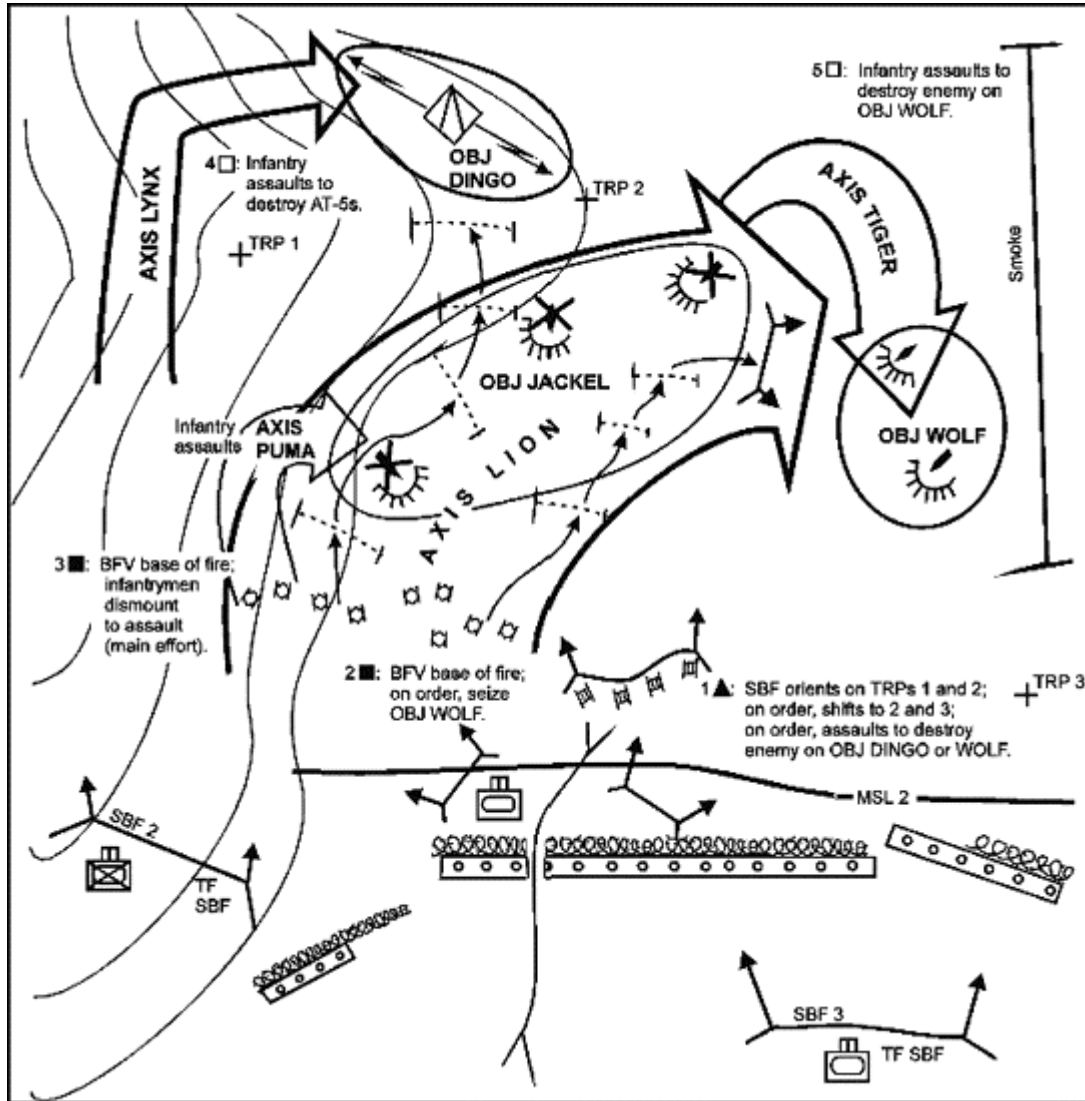 5 □: Infantry assaults to
destroy enemy on
OBJ WOLF.
OBJ
DINGO
4 □: Infantry
assaults to
destroy AT-5s.
TRP 2
AXIS LYNX
TRP 1
AXIS TIGER
Smoke
OBJ JACKEL
Infantry
assaults
AXIS
PUMA
AXIS LION
OBJ WOLF
3 ■: BFV base of fire;
infantrymen
dismount
to assault
(main effort).
2 ■: BFV base of fire;
on order, seize
OBJ WOLF.
1 ▲: SBF orients on TRPs 1 and 2;
on order, shifts to 2 and 3;
on order, assaults to destroy
enemy on OBJ DINGO or WOLF.
TRP 3
MSL 2
SBF 2
TF
SBF
SBF 3
TF SBF